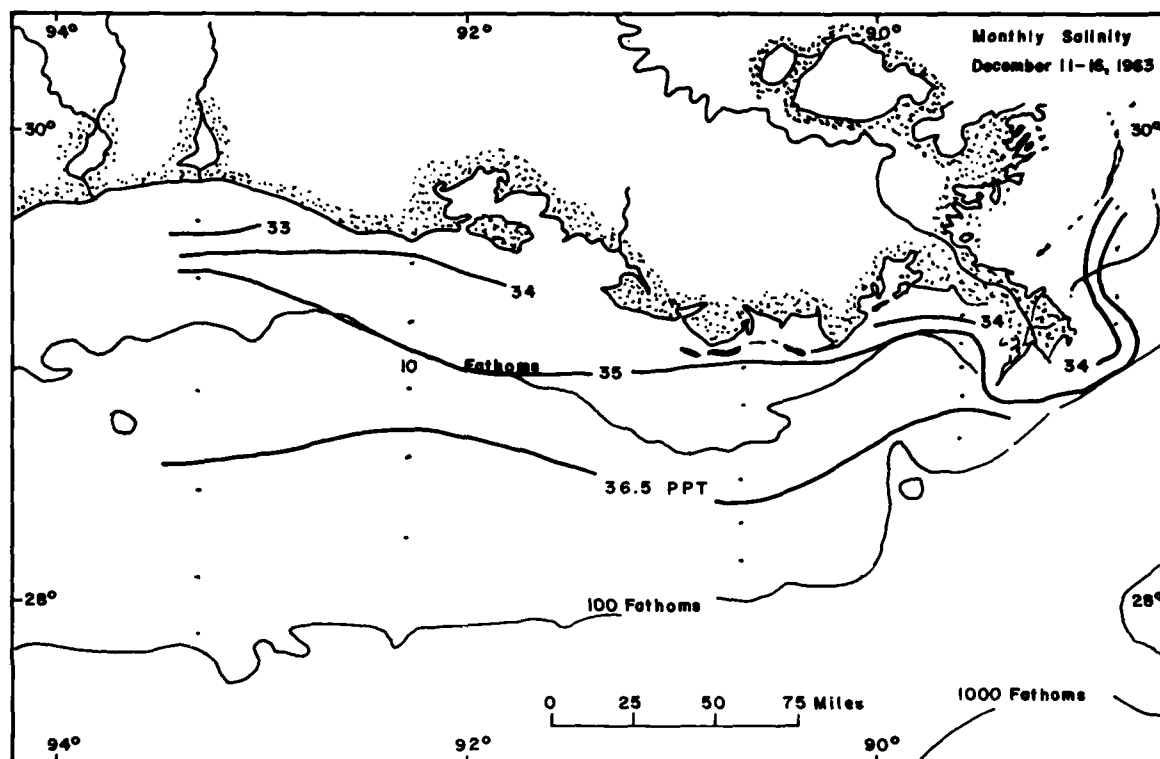 94°
92°
90°
Monthly Salinity
December 11-16, 1963
30°
30°
33
34
34
10 Fathoms
35
34
36.5 PPT
28°
100 Fathoms
28°
0 25 50 75 Miles
1000 Fathoms
94°
92°
90°